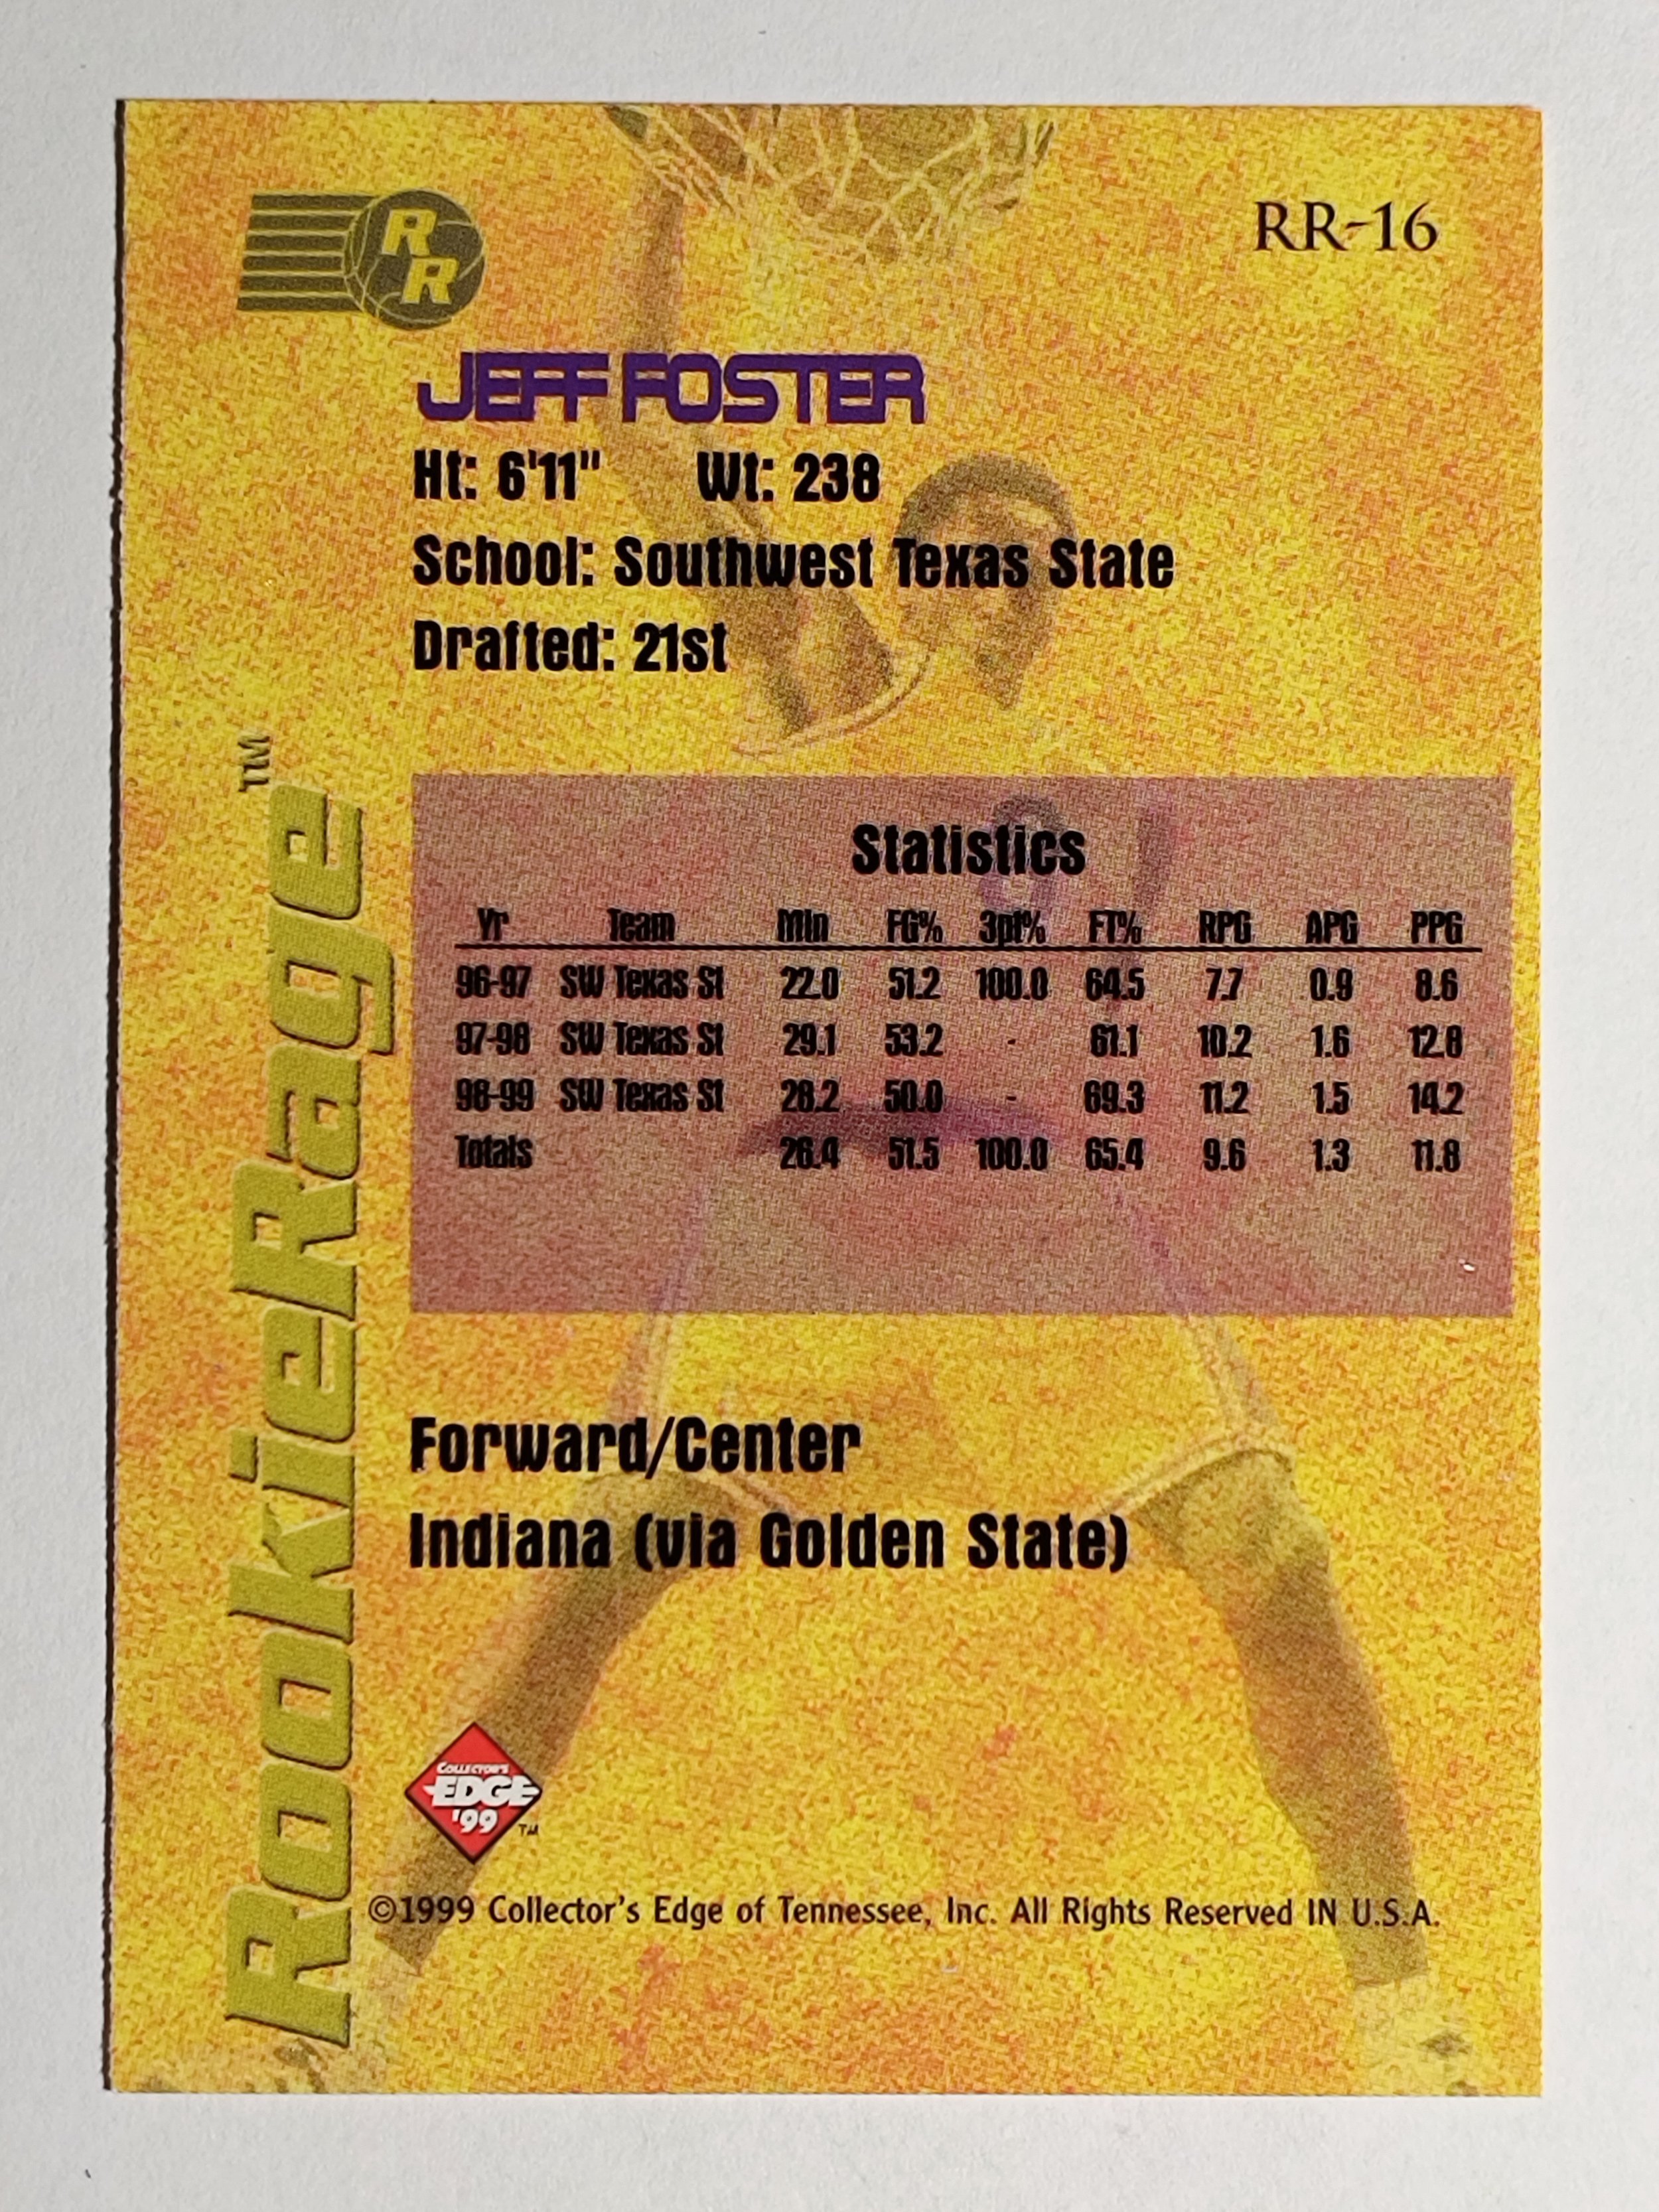 R R
RR-16
JEFF FOSTER
Ht: 6'11" Wt: 238
School: Southwest Texas State
Drafted: 21st
RookieRage™
Statistics
Yr Team Min FG% 3pt% FT% RPG APG PPG
96-97 SW Texas St 22.0 51.2 100.0 64.5 7.7 0.9 8.6
97-98 SW Texas St 29.1 53.2 - 61.1 10.2 1.6 12.8
98-99 SW Texas St 28.2 50.0 - 69.3 11.2 1.5 14.2
Totals 26.4 51.5 100.0 65.4 9.6 1.3 11.8
Forward/Center
Indiana (via Golden State)
COLLECTOR'S
EDGE
'99 ™
©1999 Collector's Edge of Tennessee, Inc. All Rights Reserved IN U.S.A.